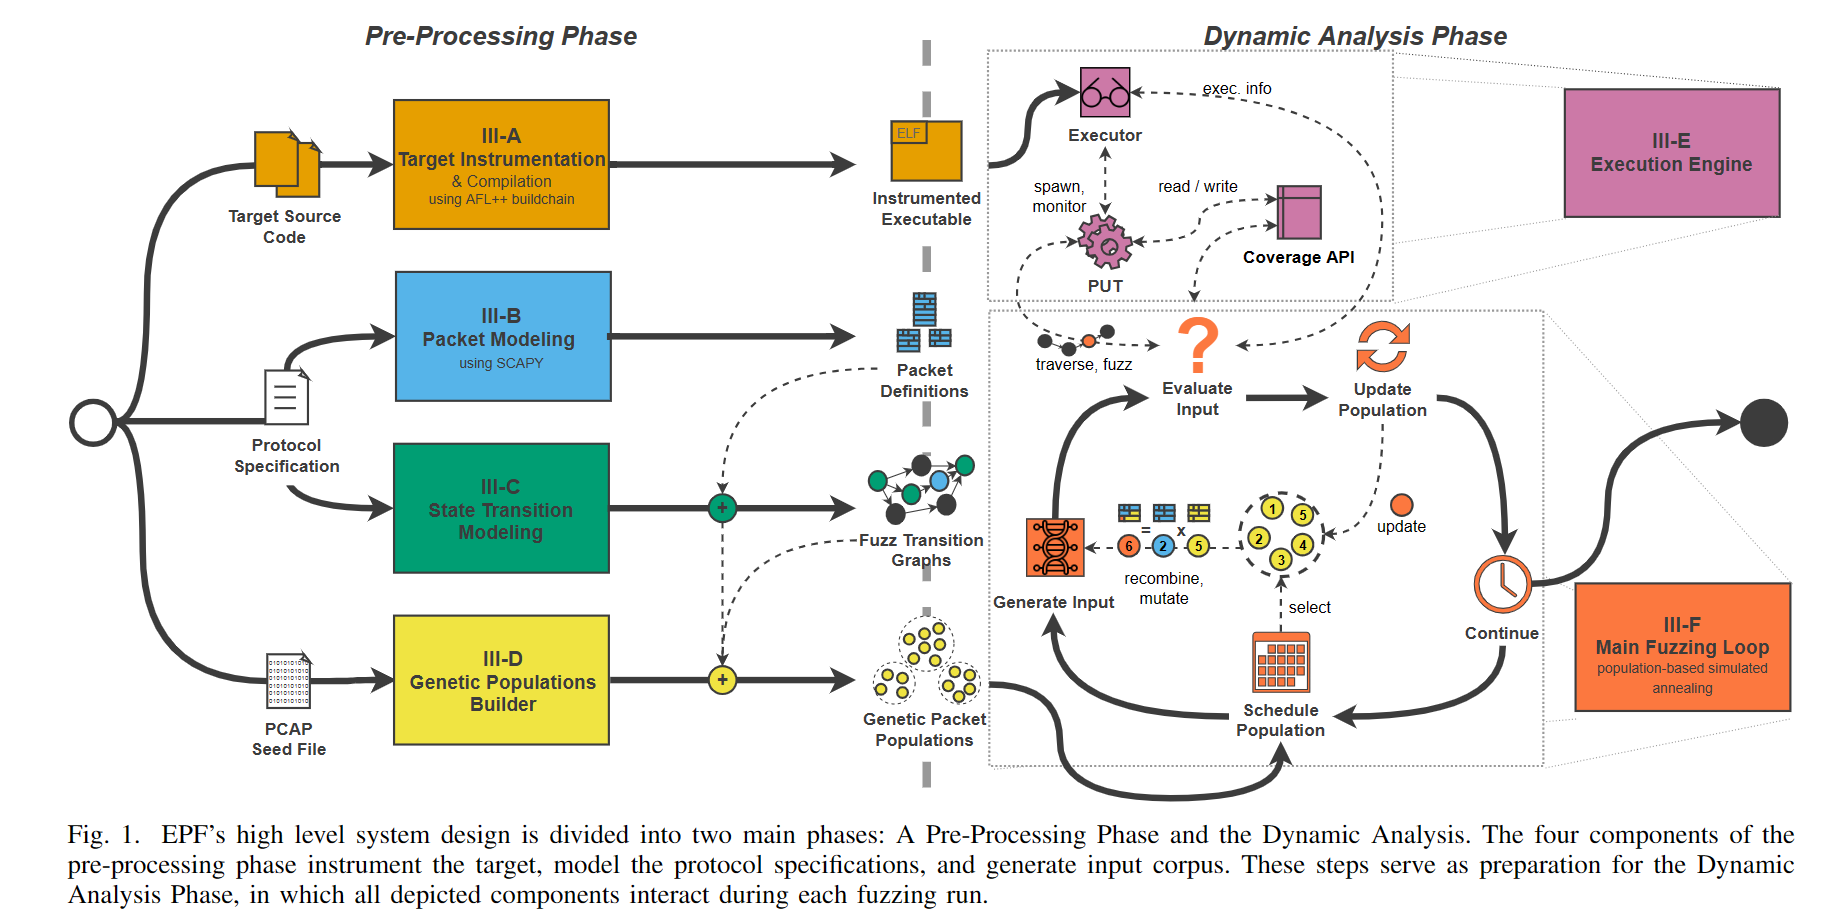 Pre-Processing Phase
Dynamic Analysis Phase
Target Source
Code
III-A
Target Instrumentation
& Compilation
using AFL++ buildchain
ELF
Instrumented
Executable
Protocol
Specification
III-B
Packet Modeling
using SCAPY
Packet
Definitions
III-C
State Transition
Modeling
+
Fuzz Transition
Graphs
PCAP
Seed File
III-D
Genetic Populations
Builder
+
Genetic Packet
Populations
Executor
exec. info
spawn,
monitor
read / write
PUT
Coverage API
III-E
Execution Engine
traverse, fuzz
?
Evaluate
Input
Update
Population
update
1
5
2
4
3
=
x
6
2
5
recombine,
mutate
Generate Input
select
Schedule
Population
Continue
III-F
Main Fuzzing Loop
population-based simulated
annealing
Fig. 1. EPF's high level system design is divided into two main phases: A Pre-Processing Phase and the Dynamic Analysis. The four components of the
pre-processing phase instrument the target, model the protocol specifications, and generate input corpus. These steps serve as preparation for the Dynamic
Analysis Phase, in which all depicted components interact during each fuzzing run.